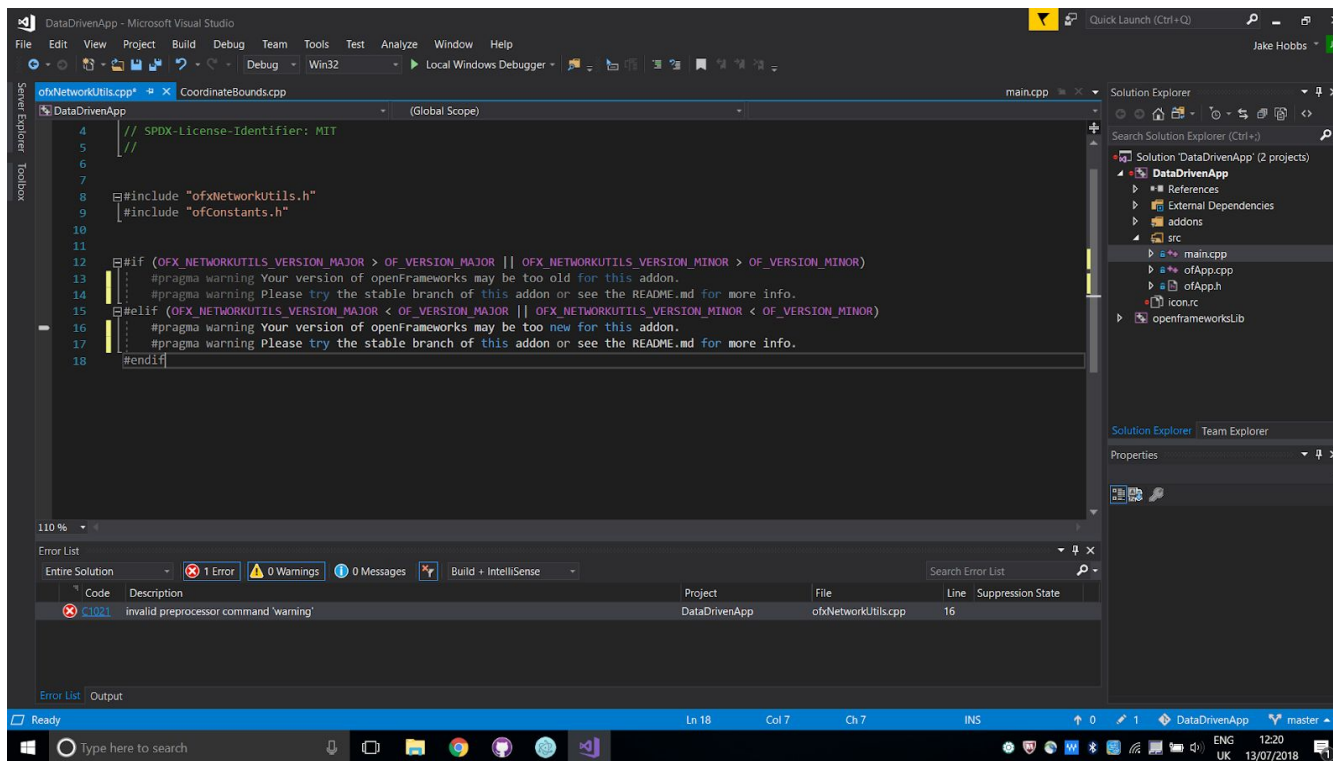 DataDrivenApp - Microsoft Visual Studio
Quick Launch (Ctrl+Q)
File Edit View Project Build Debug Team Tools Test Analyze Window Help
Jake Hobbs
Debug Win32 Local Windows Debugger
Server Explorer
Toolbox
ofxNetworkUtils.cpp* CoordinateBounds.cpp main.cpp
DataDrivenApp (Global Scope)
4 // SPDX-License-Identifier: MIT
5 //
6
7
8 #include "ofxNetworkUtils.h"
9 #include "ofConstants.h"
10
11
12 #if (OFX_NETWORKUTILS_VERSION_MAJOR > OF_VERSION_MAJOR || OFX_NETWORKUTILS_VERSION_MINOR > OF_VERSION_MINOR)
13 #pragma warning Your version of openFrameworks may be too old for this addon.
14 #pragma warning Please try the stable branch of this addon or see the README.md for more info.
15 #elif (OFX_NETWORKUTILS_VERSION_MAJOR < OF_VERSION_MAJOR || OFX_NETWORKUTILS_VERSION_MINOR < OF_VERSION_MINOR)
16 #pragma warning Your version of openFrameworks may be too new for this addon.
17 #pragma warning Please try the stable branch of this addon or see the README.md for more info.
18 #endif
110 %
Solution Explorer
Search Solution Explorer (Ctrl+;)
Solution 'DataDrivenApp' (2 projects)
DataDrivenApp
References
External Dependencies
addons
src
main.cpp
ofApp.cpp
ofApp.h
icon.rc
openframeworksLib
Solution Explorer Team Explorer
Properties
Error List
Entire Solution 1 Error 0 Warnings 0 Messages Build + IntelliSense Search Error List
Code Description Project File Line Suppression State
C1021 invalid preprocessor command 'warning' DataDrivenApp ofxNetworkUtils.cpp 16
Error List Output
Ready Ln 18 Col 7 Ch 7 INS 0 1 DataDrivenApp master
Type here to search
ENG 12:20
UK 13/07/2018
1